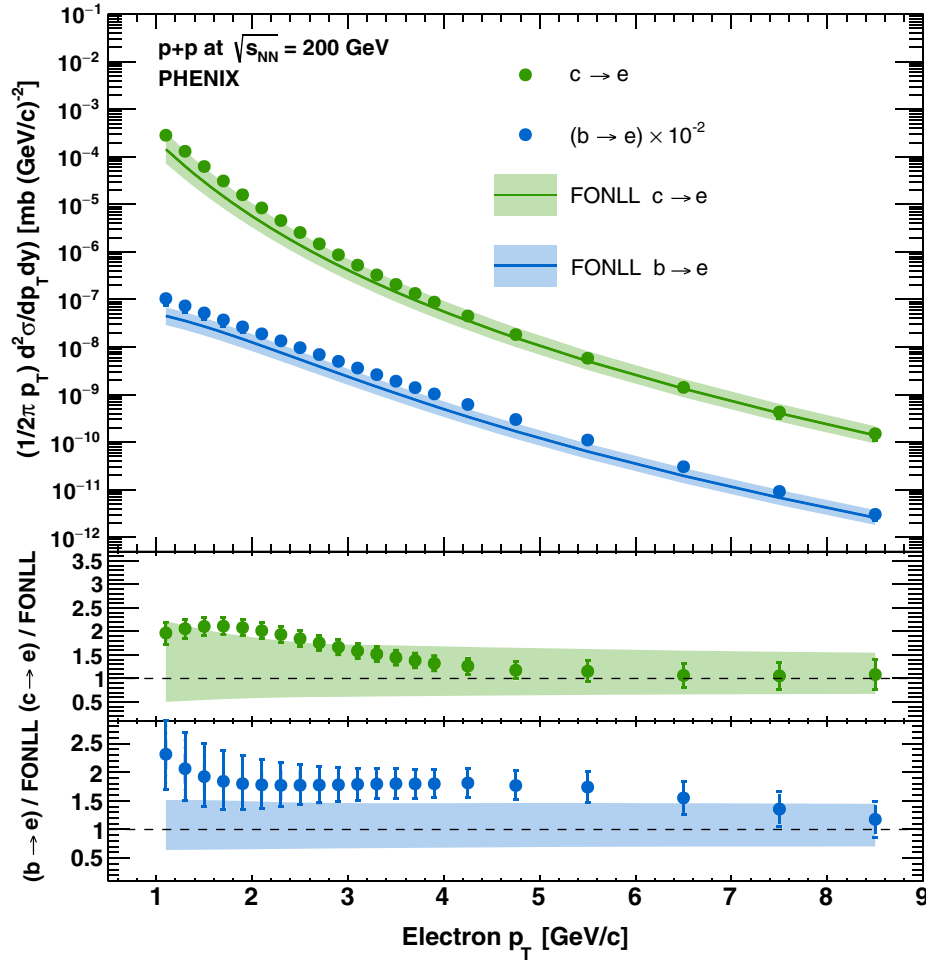 p+p at √s_NN = 200 GeV
PHENIX
c → e
(b → e) × 10^-2
FONLL c → e
FONLL b → e
(1/2π p_T) d^2σ/dp_T dy) [mb (GeV/c)^-2]
10^-1
10^-2
10^-3
10^-4
10^-5
10^-6
10^-7
10^-8
10^-9
10^-10
10^-11
10^-12
(c → e) / FONLL
3.5
3
2.5
2
1.5
1
0.5
(b → e) / FONLL
2.5
2
1.5
1
0.5
1 2 3 4 5 6 7 8 9
Electron p_T [GeV/c]